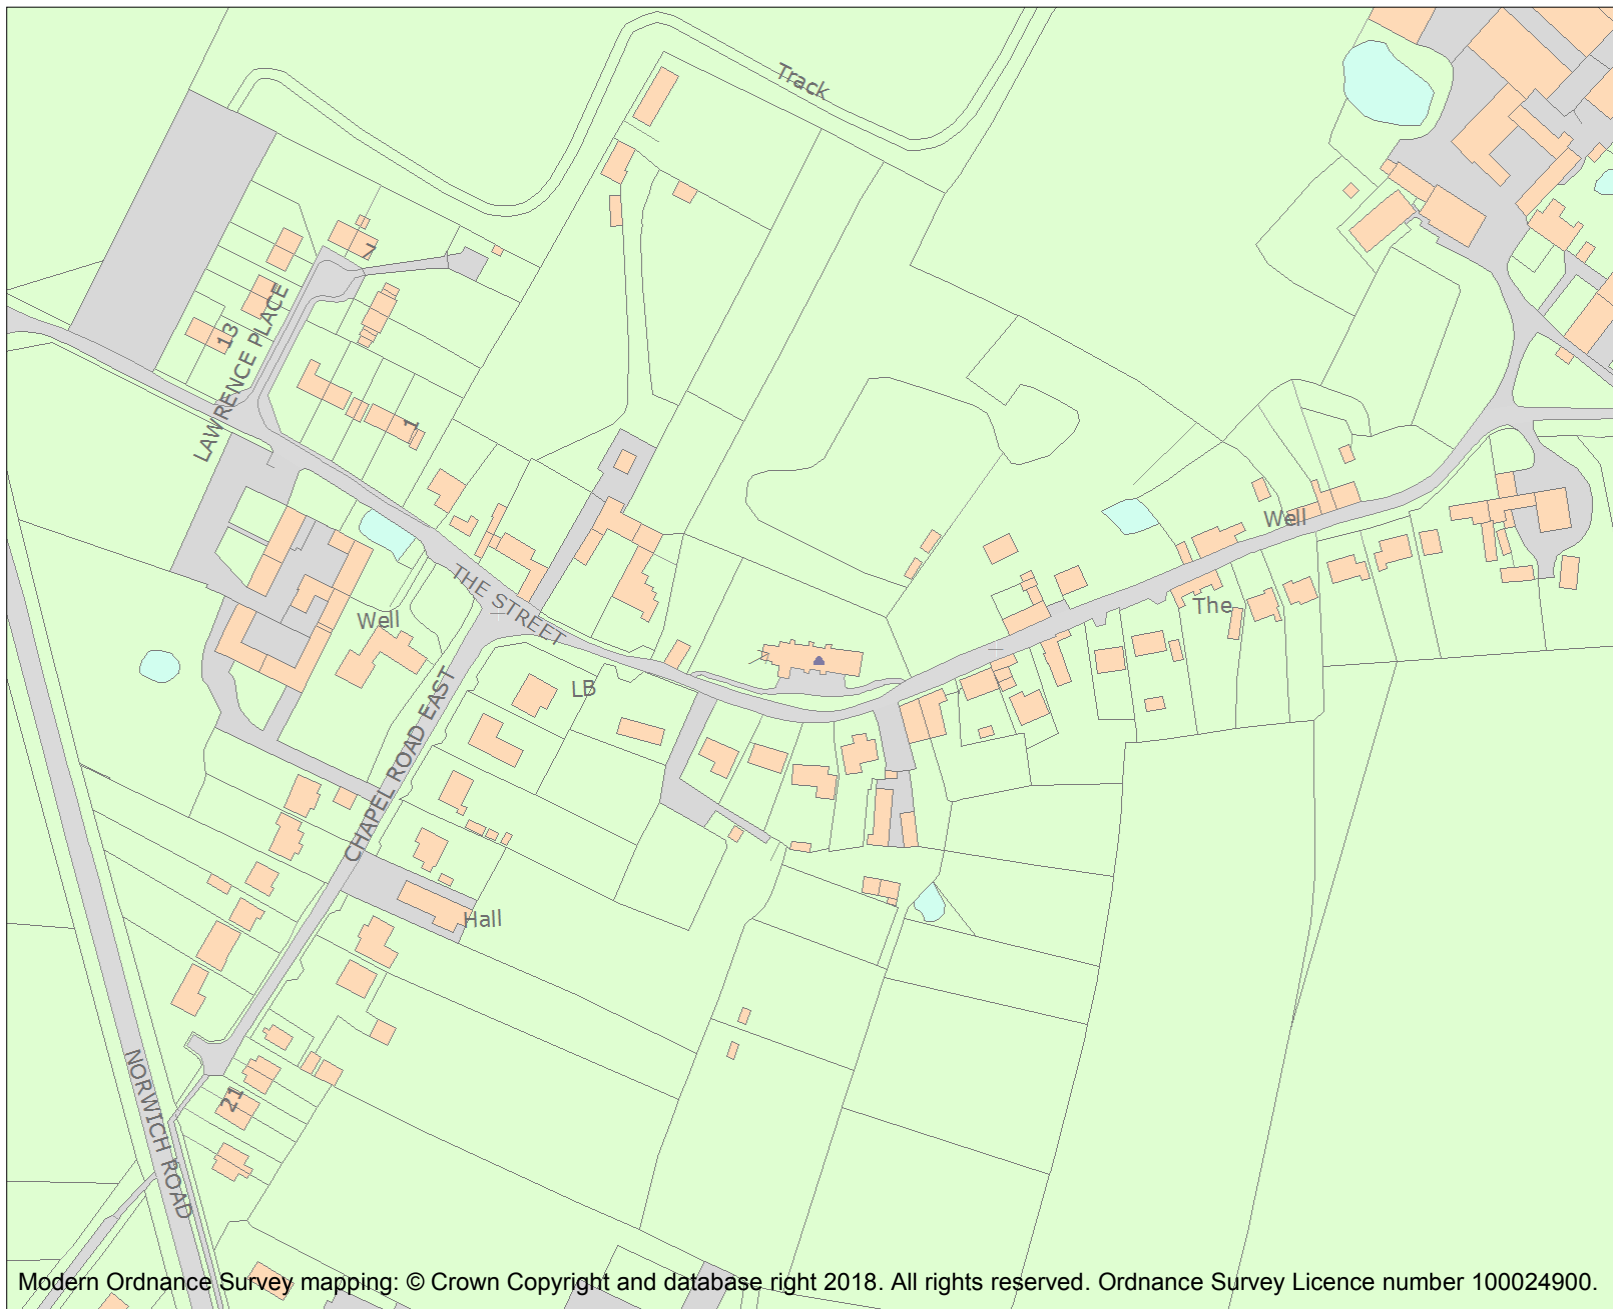 Track
7
LAWRENCE PLACE
13
1
Well
THE STREET
Well
The
LB
CHAPEL ROAD EAST
Hall
NORWICH ROAD
21
Modern Ordnance Survey mapping: © Crown Copyright and database right 2018. All rights reserved. Ordnance Survey Licence number 100024900.